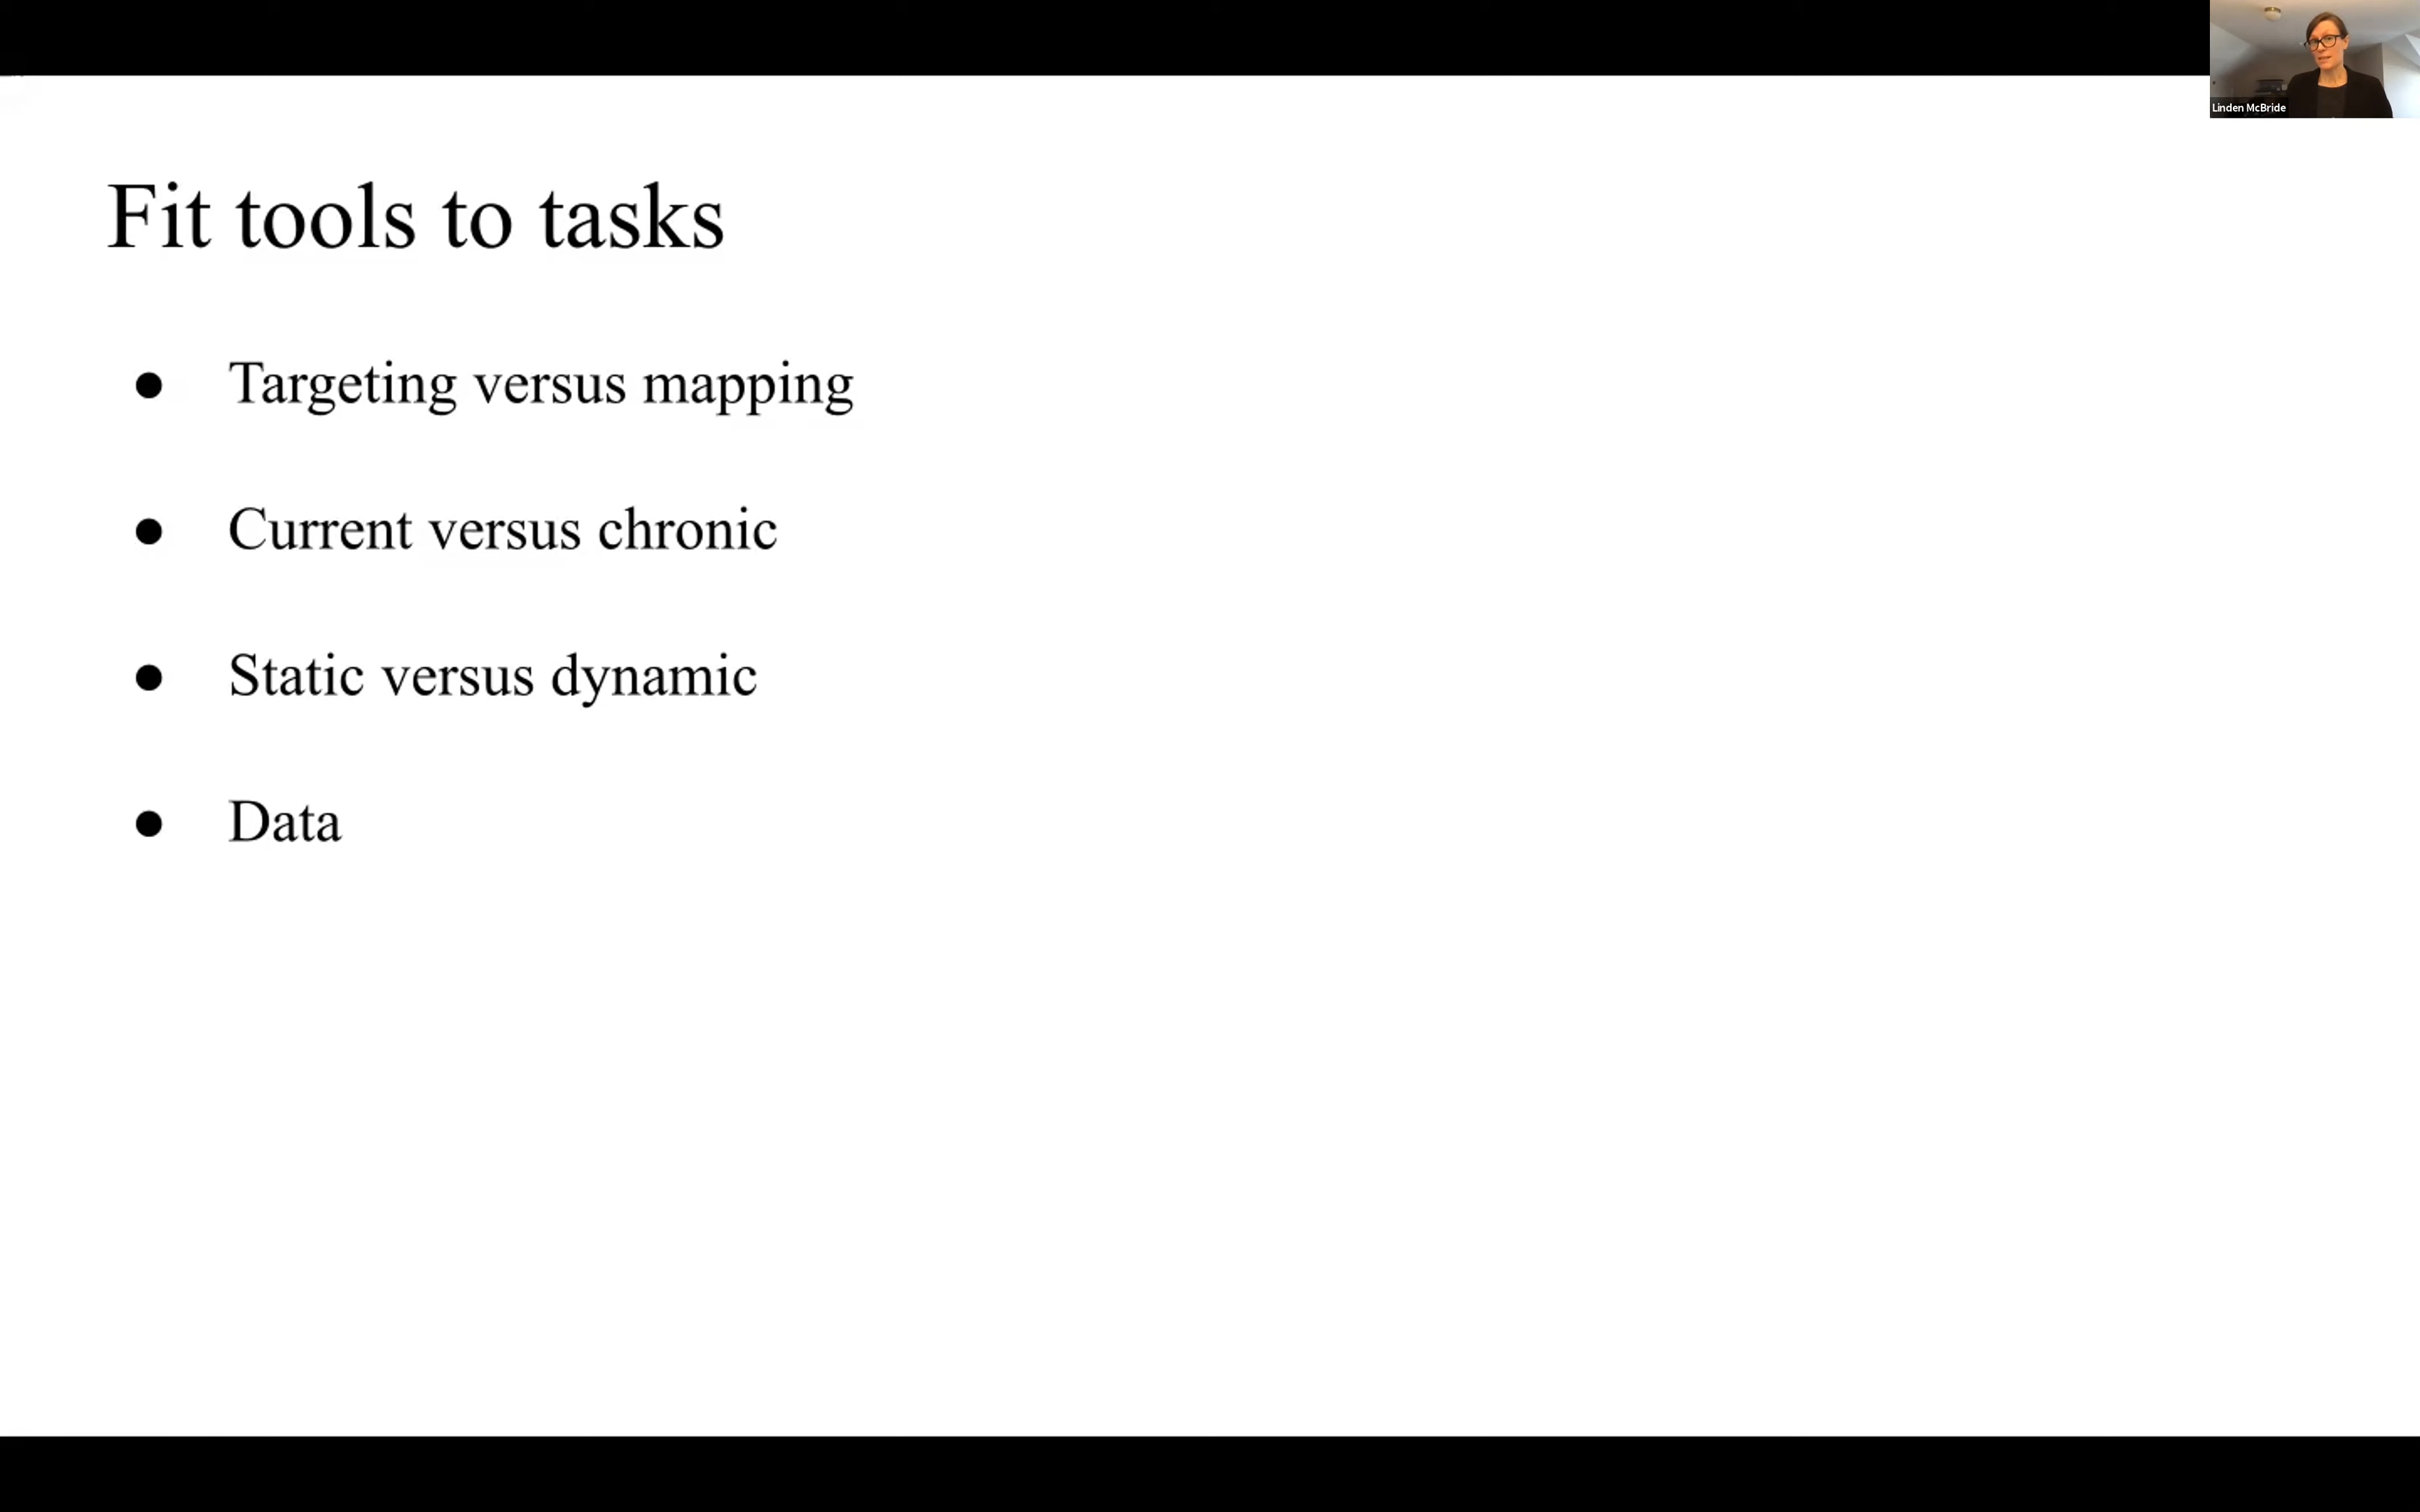 Linden McBride
Fit tools to tasks
● Targeting versus mapping
● Current versus chronic
● Static versus dynamic
● Data